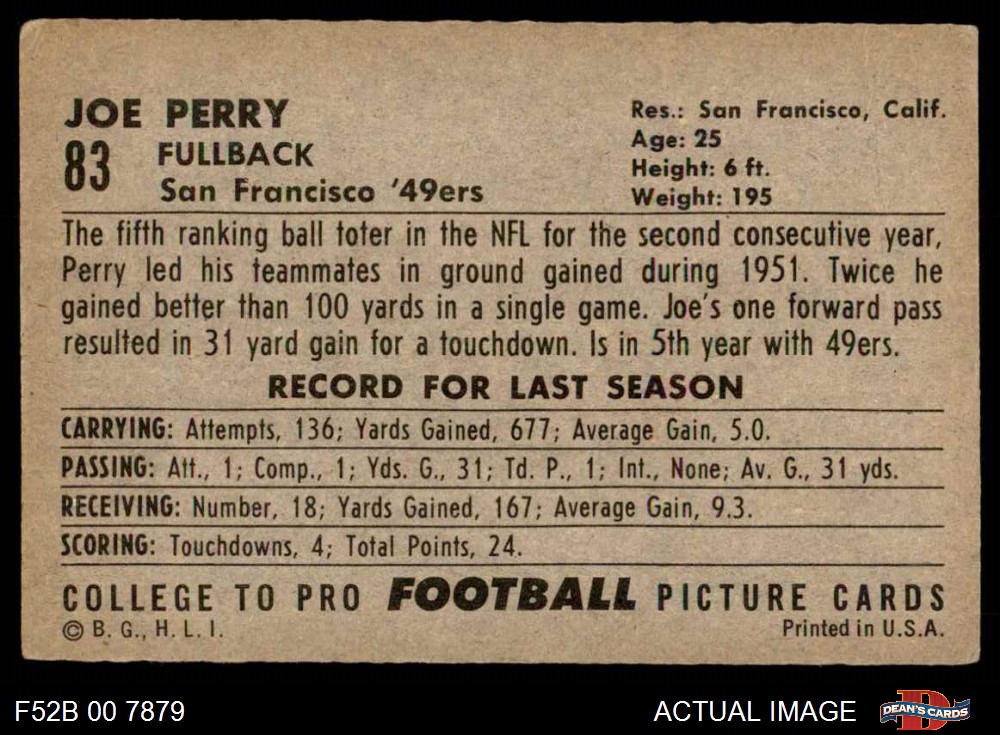 JOE PERRY
83 FULLBACK
San Francisco '49ers
Res.: San Francisco, Calif.
Age: 25
Height: 6 ft.
Weight: 195
The fifth ranking ball toter in the NFL for the second consecutive year,
Perry led his teammates in ground gained during 1951. Twice he
gained better than 100 yards in a single game. Joe's one forward pass
resulted in 31 yard gain for a touchdown. Is in 5th year with 49ers.
RECORD FOR LAST SEASON
CARRYING: Attempts, 136; Yards Gained, 677; Average Gain, 5.0.
PASSING: Att., 1; Comp., 1; Yds. G., 31; Td. P., 1; Int., None; Av. G., 31 yds.
RECEIVING: Number, 18; Yards Gained, 167; Average Gain, 9.3.
SCORING: Touchdowns, 4; Total Points, 24.
COLLEGE TO PRO FOOTBALL PICTURE CARDS
© B. G., H. L. I.
Printed in U.S.A.
F52B 00 7879
ACTUAL IMAGE
D
DEAN'S CARDS